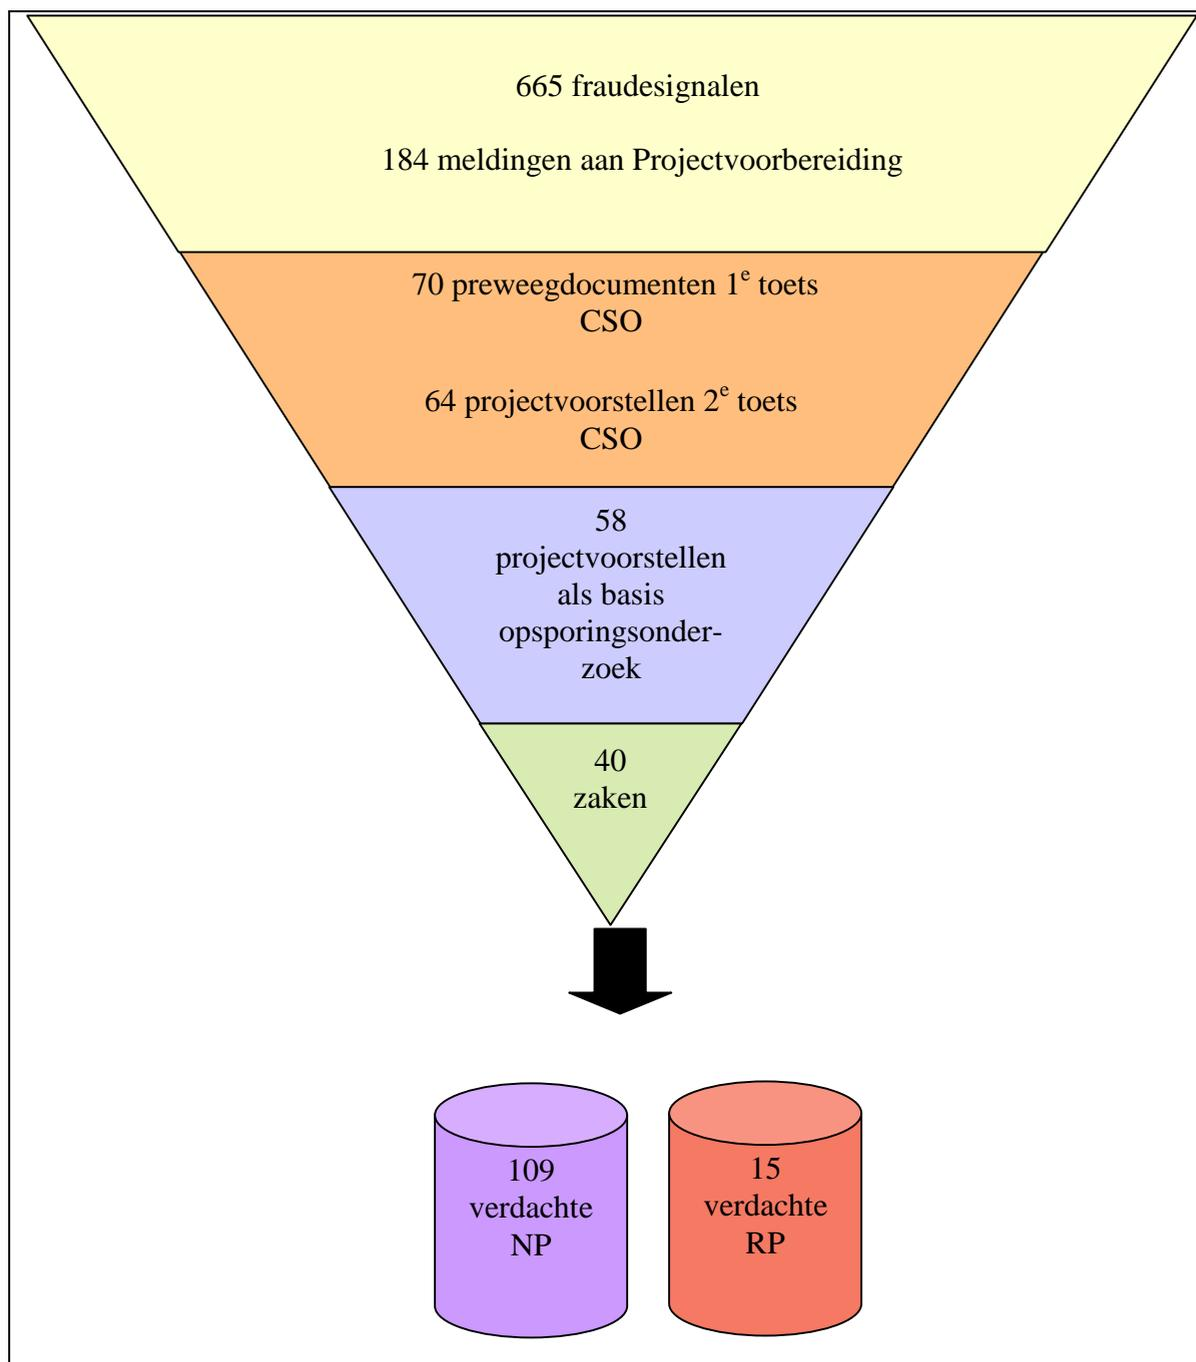 665 fraudesignalen
184 meldingen aan Projectvoorbereiding
70 preweegdocumenten 1e toets
CSO
64 projectvoorstellen 2e toets
CSO
58
projectvoorstellen
als basis
opsporingsonder-
zoek
40
zaken
109
verdachte
NP
15
verdachte
RP